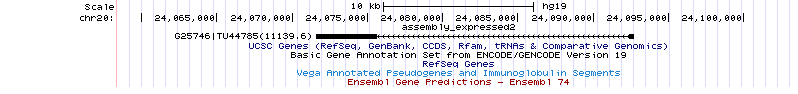 Scale 10 kb hg19
chr20: 24,065,000 24,070,000 24,075,000 24,080,000 24,085,000 24,090,000 24,095,000 24,100,000
assembly_expressed2
G25746|TU44785(11139.6)
UCSC Genes (RefSeq, GenBank, CCDS, Rfam, tRNAs & Comparative Genomics)
Basic Gene Annotation Set from ENCODE/GENCODE Version 19
RefSeq Genes
Vega Annotated Pseudogenes and Immunoglobulin Segments
Ensembl Gene Predictions - Ensembl 74